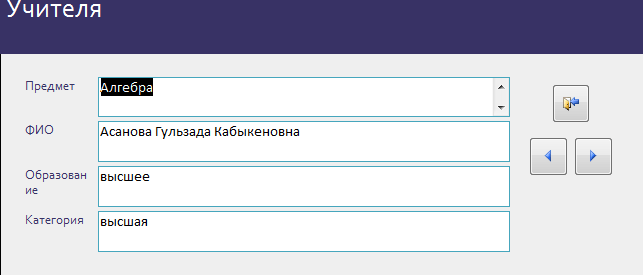 Учителя
Предмет
Алгебра
ФИО
Асанова Гульзада Кабыкеновна
Образован
ие
высшее
Категория
высшая